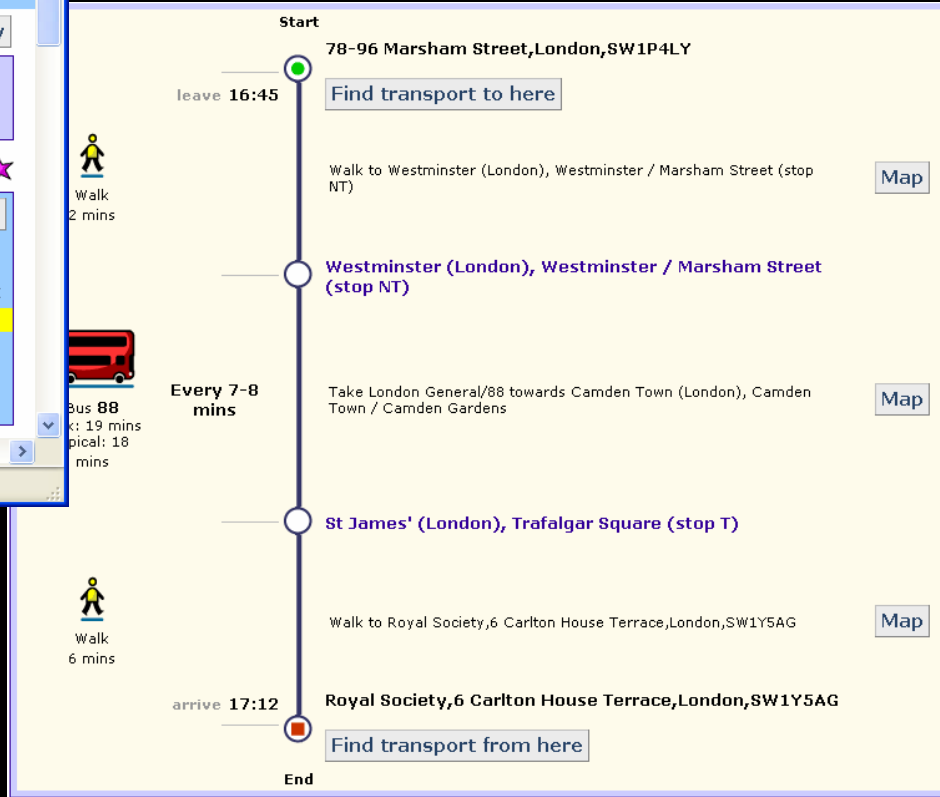 Start
78-96 Marsham Street,London,SW1P4LY
leave 16:45
Find transport to here
Walk
2 mins
Walk to Westminster (London), Westminster / Marsham Street (stop
NT)
Map
Westminster (London), Westminster / Marsham Street
(stop NT)
Bus 88
x: 19 mins
pical: 18
mins
Every 7-8
mins
Take London General/88 towards Camden Town (London), Camden
Town / Camden Gardens
Map
St James' (London), Trafalgar Square (stop T)
Walk
6 mins
Walk to Royal Society,6 Carlton House Terrace,London,SW1Y5AG
Map
arrive 17:12
Royal Society,6 Carlton House Terrace,London,SW1Y5AG
Find transport from here
End